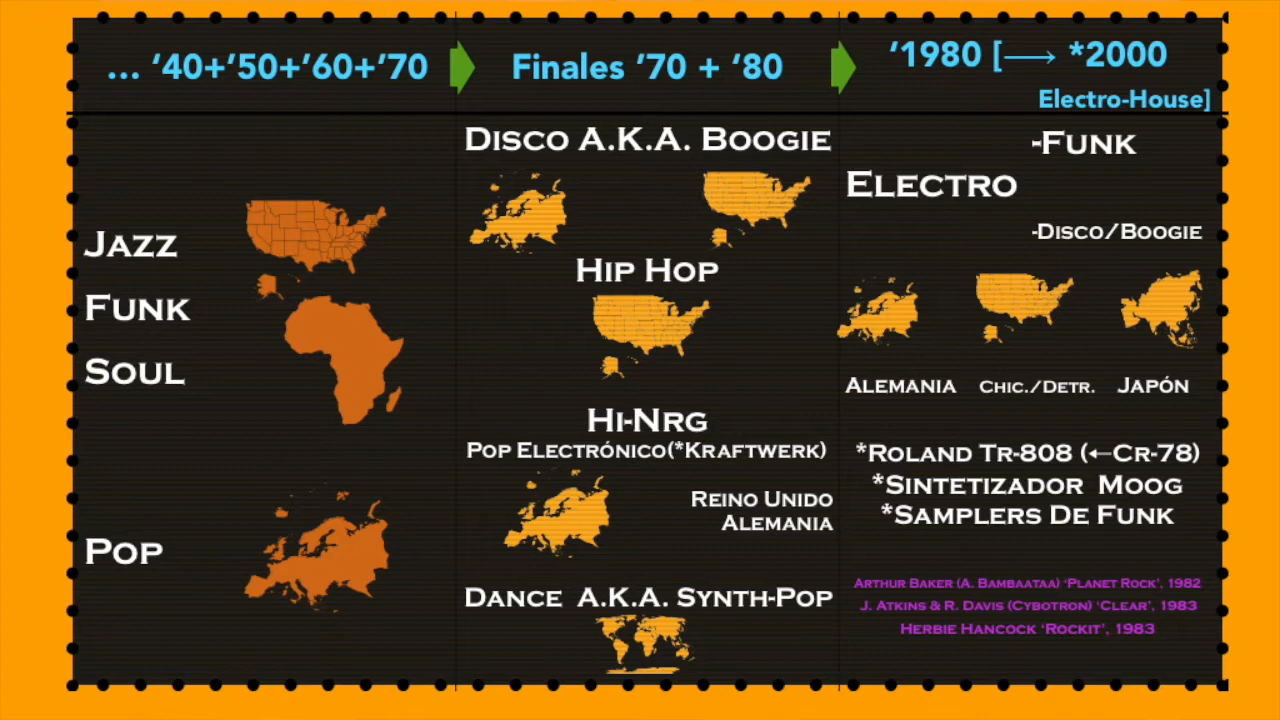 ... ‘40+‘50+‘60+‘70
Finales ‘70 + ‘80
‘1980 [⟶ *2000
Electro-House]
Jazz
Funk
Soul
Pop
Disco A.K.A. Boogie
Hip Hop
Hi-Nrg
Pop Electrónico(*Kraftwerk)
Reino Unido
Alemania
Dance A.K.A. Synth-Pop
-Funk
Electro
-Disco/Boogie
Alemania Chic./Detr. Japón
*Roland Tr-808 (←Cr-78)
*Sintetizador Moog
*Samplers De Funk
Arthur Baker (A. Bambaataa) ‘Planet Rock’, 1982
J. Atkins & R. Davis (Cybotron) ‘Clear’, 1983
Herbie Hancock ‘Rockit’, 1983